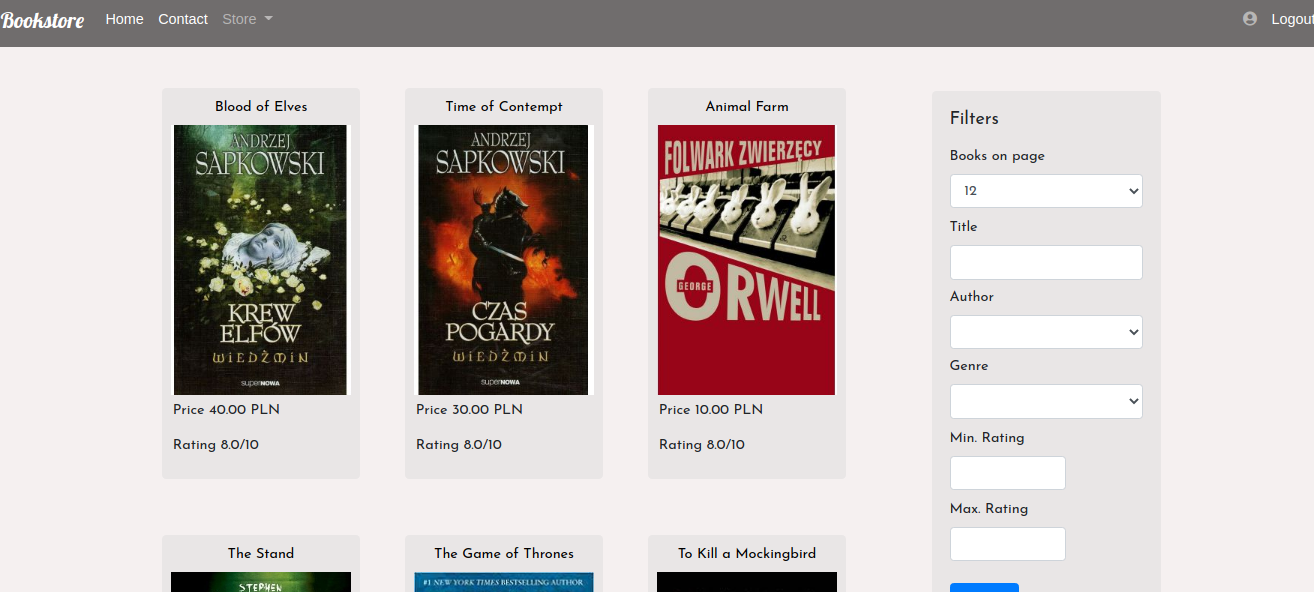 Bookstore Home Contact Store Logout
Blood of Elves
ANDRZEJ
SAPKOWSKI
KREW
ELFÓW
WIEDŹMIN
superNOWA
Price 40.00 PLN
Rating 8.0/10
Time of Contempt
ANDRZEJ
SAPKOWSKI
CZAS
POGARDY
WIEDŹMIN
superNOWA
Price 30.00 PLN
Rating 8.0/10
Animal Farm
FOLWARK ZWIERZĘCY
GEORGE
ORWELL
Price 10.00 PLN
Rating 8.0/10
The Stand
STEPHEN
The Game of Thrones
#1 NEW YORK TIMES BESTSELLING AUTHOR
To Kill a Mockingbird
Filters
Books on page
12
Title
Author
Genre
Min. Rating
Max. Rating